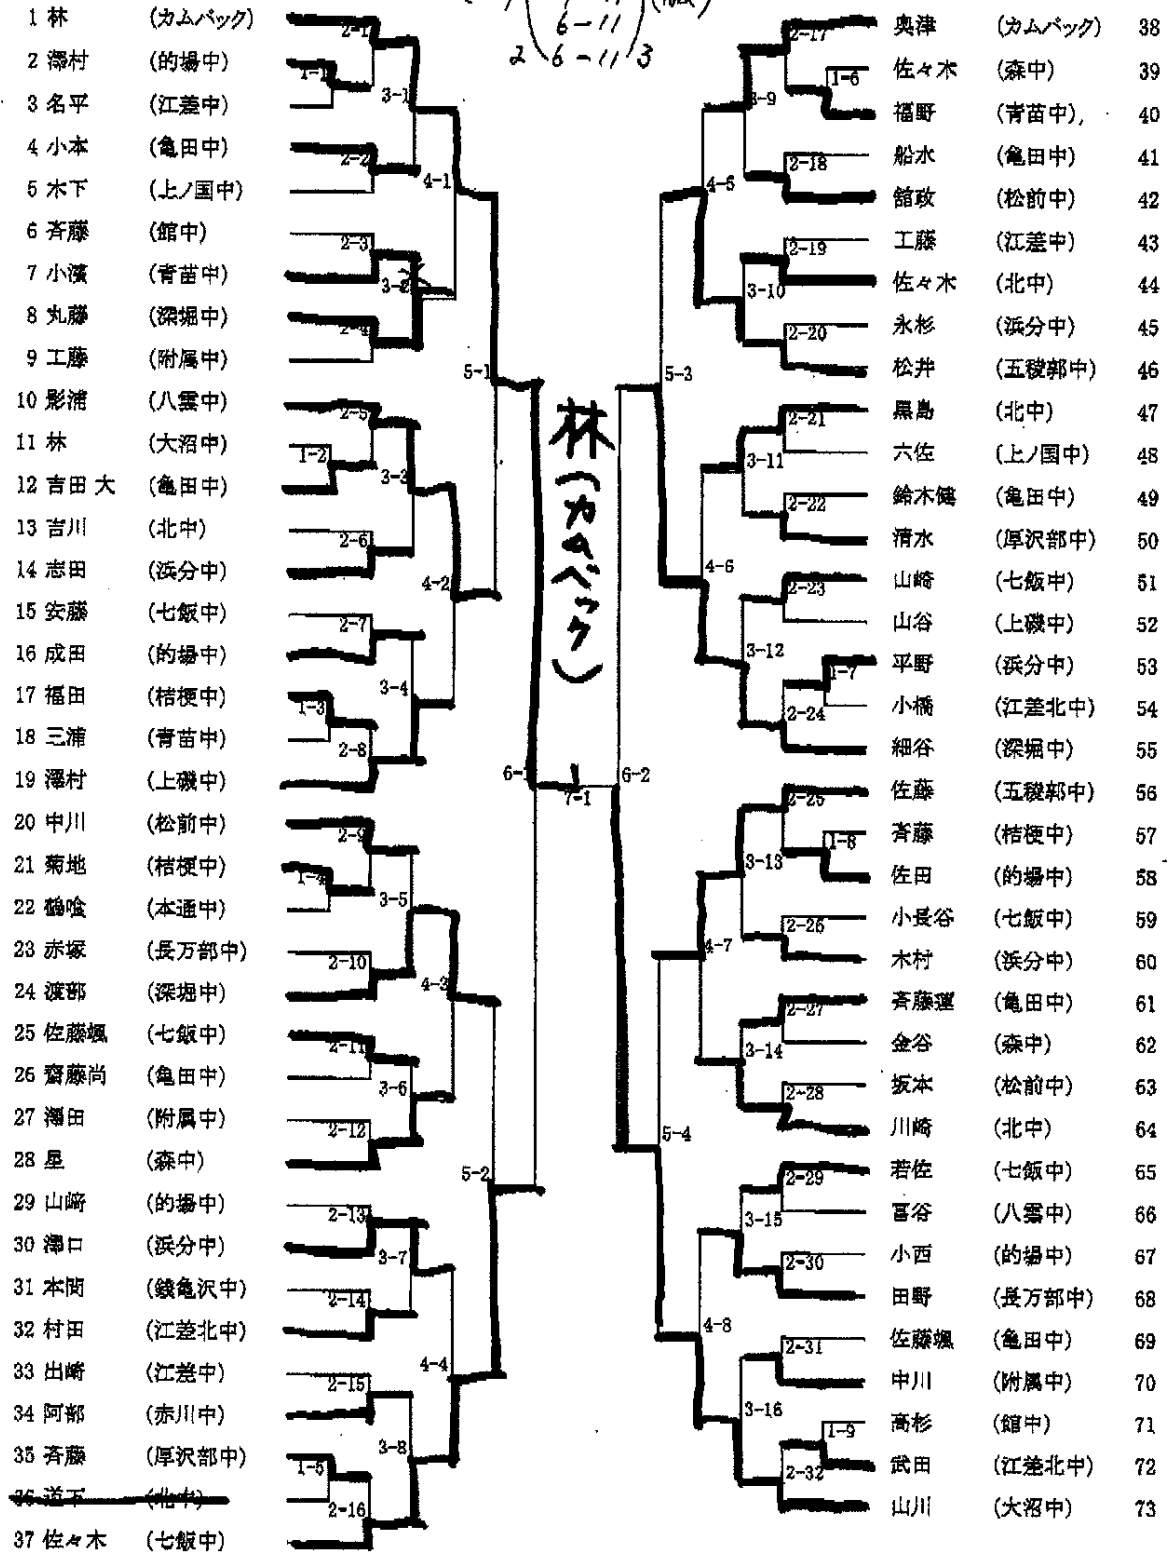 6-11
2 6-11 3
1 林 (カムバック)
2 澤村 (的場中)
3 名平 (江差中)
4 小本 (亀田中)
5 木下 (上ノ国中)
6 斉藤 (館中)
7 小濱 (青苗中)
8 丸藤 (深堀中)
9 工藤 (附属中)
10 影浦 (八雲中)
11 林 (大沼中)
12 吉田 大 (亀田中)
13 吉川 (北中)
14 志田 (浜分中)
15 安藤 (七飯中)
16 成田 (的場中)
17 福田 (桔梗中)
18 三浦 (青苗中)
19 澤村 (上磯中)
20 中川 (松前中)
21 菊地 (桔梗中)
22 鶴喰 (本通中)
23 赤塚 (長万部中)
24 渡部 (深堀中)
25 佐藤颯 (七飯中)
26 齋藤尚 (亀田中)
27 澤田 (附属中)
28 星 (森中)
29 山﨑 (的場中)
30 澤口 (浜分中)
31 本間 (銭亀沢中)
32 村田 (江差北中)
33 出崎 (江差中)
34 阿部 (赤川中)
35 斉藤 (厚沢部中)
36 道下 (北中)
37 佐々木 (七飯中)
1-1
1-2
1-3
1-4
1-5
2-1
2-2
2-3
2-4
2-5
2-6
2-7
2-8
2-9
2-10
2-11
2-12
2-13
2-14
2-15
2-16
3-1
3-2
3-3
3-4
3-5
3-6
3-7
3-8
4-1
4-2
4-3
4-4
5-1
5-2
6-1
林(カムバック)
7-1
6-2
5-3
5-4
4-5
4-6
4-7
4-8
3-9
3-10
3-11
3-12
3-13
3-14
3-15
3-16
2-17
2-18
2-19
2-20
2-21
2-22
2-23
2-24
2-25
2-26
2-27
2-28
2-29
2-30
2-31
2-32
1-6
1-7
1-8
1-9
奥津 (カムバック) 38
佐々木 (森中) 39
福野 (青苗中) 40
船水 (亀田中) 41
舘政 (松前中) 42
工藤 (江差中) 43
佐々木 (北中) 44
永杉 (浜分中) 45
松井 (五稜郭中) 46
黒島 (北中) 47
六佐 (上ノ国中) 48
鈴木健 (亀田中) 49
清水 (厚沢部中) 50
山崎 (七飯中) 51
山谷 (上磯中) 52
平野 (浜分中) 53
小橋 (江差北中) 54
細谷 (深堀中) 55
佐藤 (五稜郭中) 56
斉藤 (桔梗中) 57
佐田 (的場中) 58
小長谷 (七飯中) 59
木村 (浜分中) 60
斉藤蓮 (亀田中) 61
金谷 (森中) 62
坂本 (松前中) 63
川崎 (北中) 64
若佐 (七飯中) 65
冨谷 (八雲中) 66
小西 (的場中) 67
田野 (長万部中) 68
佐藤颯 (亀田中) 69
中川 (附属中) 70
高杉 (館中) 71
武田 (江差北中) 72
山川 (大沼中) 73